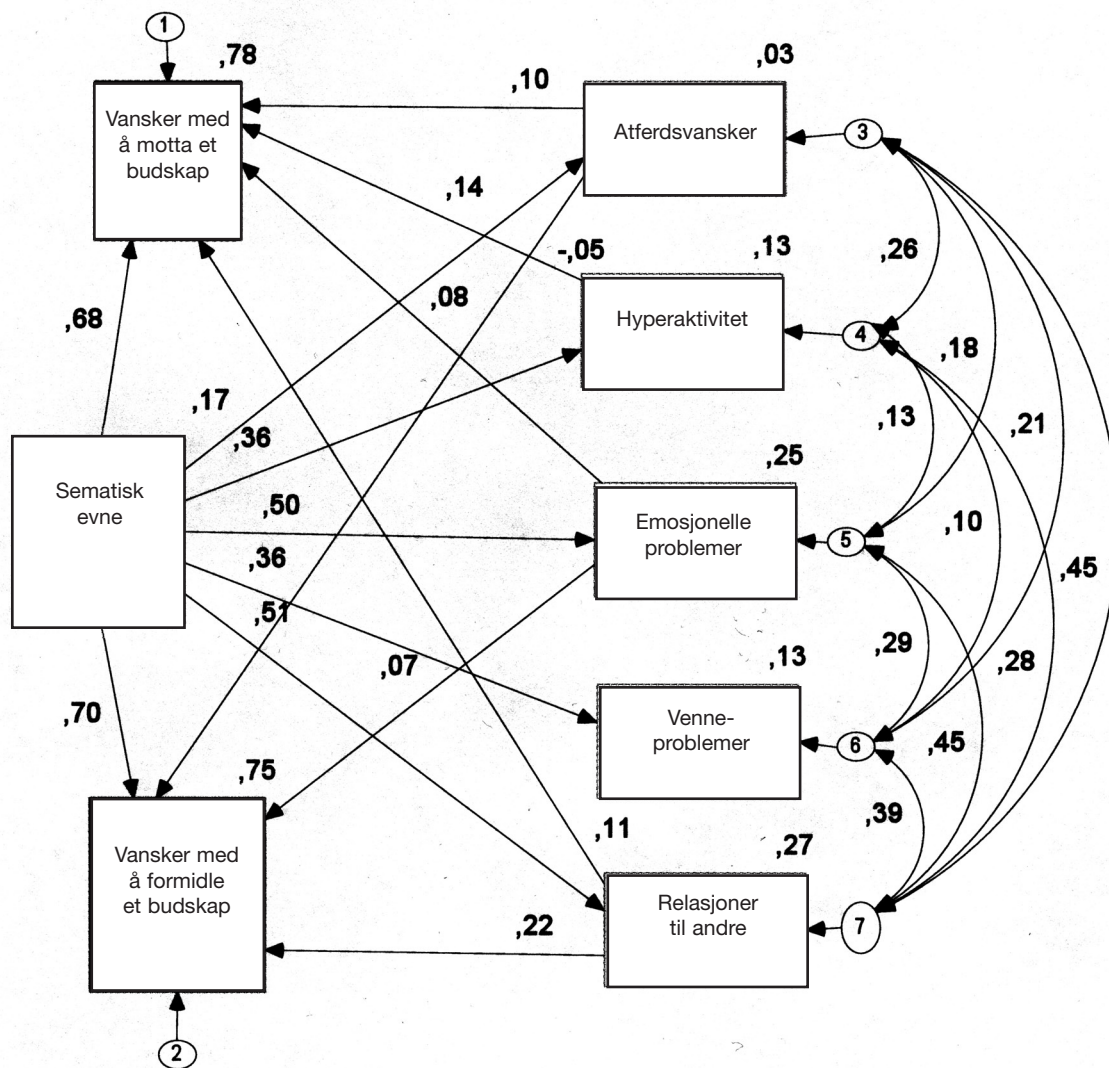 1
,78
,03
Vansker med
å motta et
budskap
,10
Atferdsvansker
3
,14
-,05
,13
,26
,08
Hyperaktivitet
4
,68
,18
,17
,36
,13
,21
,25
Sematisk
evne
,50
Emosjonelle
problemer
5
,10
,36
,45
,51
,07
,13
,29
,28
,70
Venne-
problemer
6
,75
,45
,39
,11
,27
Vansker med
å formidle
et budskap
Relasjoner
til andre
7
,22
2